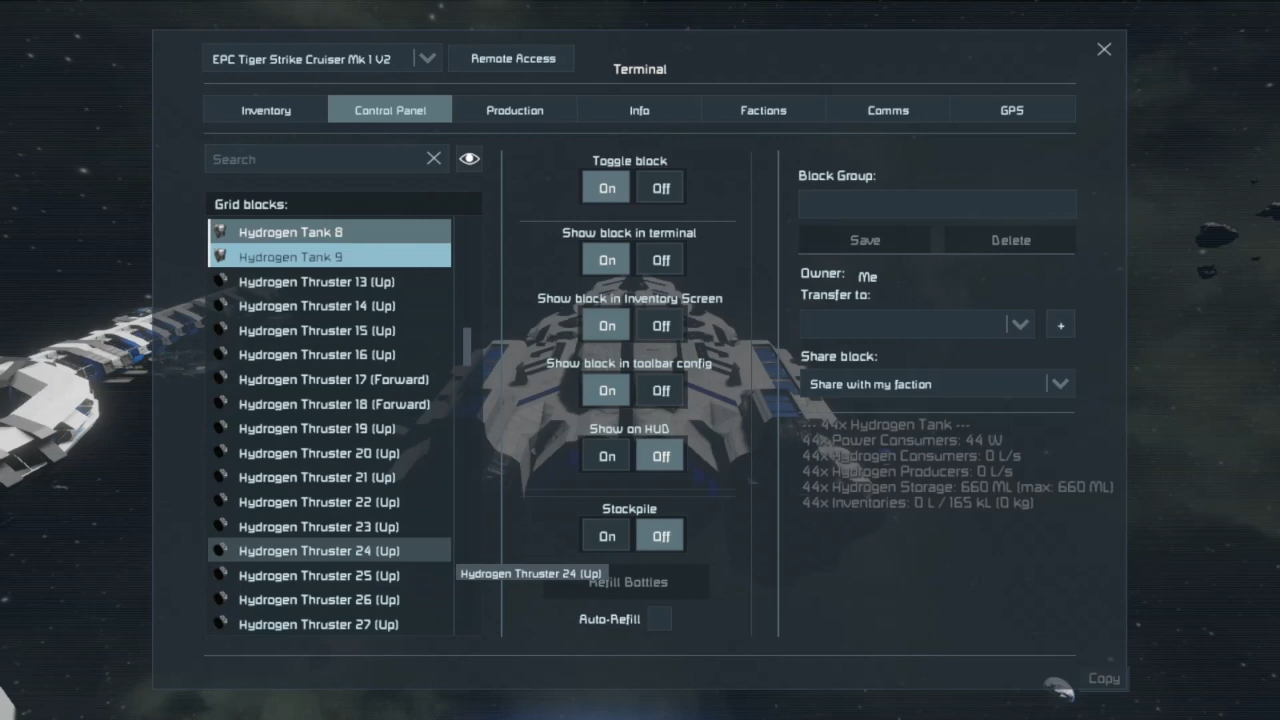 EPC Tiger Strike Cruiser Mk 1 V2
Remote Access
Terminal
Inventory
Control Panel
Production
Info
Factions
Comms
GPS
Search
Grid blocks:
Hydrogen Tank 8
Hydrogen Tank 9
Hydrogen Thruster 13 (Up)
Hydrogen Thruster 14 (Up)
Hydrogen Thruster 15 (Up)
Hydrogen Thruster 16 (Up)
Hydrogen Thruster 17 (Forward)
Hydrogen Thruster 18 (Forward)
Hydrogen Thruster 19 (Up)
Hydrogen Thruster 20 (Up)
Hydrogen Thruster 21 (Up)
Hydrogen Thruster 22 (Up)
Hydrogen Thruster 23 (Up)
Hydrogen Thruster 24 (Up)
Hydrogen Thruster 25 (Up)
Hydrogen Thruster 26 (Up)
Hydrogen Thruster 27 (Up)
Toggle block
On Off
Show block in terminal
On Off
Show block in Inventory Screen
On Off
Show block in toolbar config
On Off
Show on HUD
On Off
Stockpile
On Off
Hydrogen Thruster 24 (Up)
Refill Bottles
Auto-Refill
Block Group:
Save
Delete
Owner: Me
Transfer to:
+
Share block:
Share with my faction
--- 44x Hydrogen Tank ---
44x Power Consumers: 44 W
44x Hydrogen Consumers: 0 L/s
44x Hydrogen Producers: 0 L/s
44x Hydrogen Storage: 660 ML (max: 660 ML)
44x Inventories: 0 L / 165 kL (0 kg)
Copy